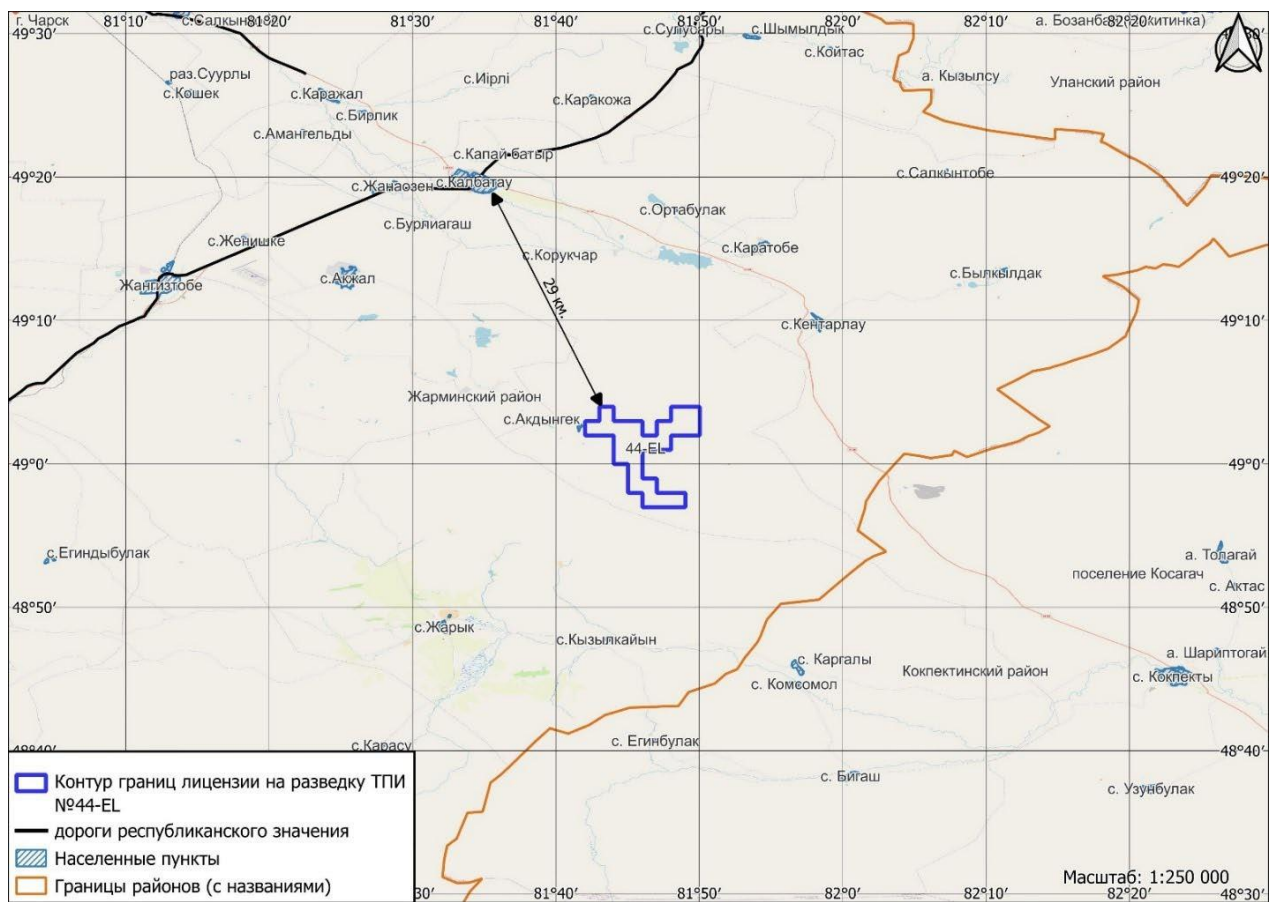 г. Чарск
81°10′
81°20′
81°30′
81°40′
81°50′
82°0′
82°10′
82°20′
49°30′
с.Сулусары
с.Шымылдык
с.Койтас
раз.Суурлы
с.Кошек
с.Каражал
с.Бирлик
с.Амангельды
с.Иірлі
с.Каракожа
а. Кызылсу
Уланский район
с.Капай-батыр
49°20′
с.Калбатау
с.Жанаозен
с.Салкынтобе
49°20′
с.Бурлиагаш
с.Ортабулак
с.Женишке
с.Корукчар
с.Каратобе
Жангизтобе
с.Акжал
29 км.
с.Былкылдак
49°10′
с.Кентарлау
49°10′
Жарминский район
с.Акдынгек
44-EL
49°0′
49°0′
с.Егиндыбулак
а. Толагай
поселение Косагач
с. Актас
48°50′
48°50′
с.Жарык
с.Кызылкайын
с. Каргалы
с. Комсомол
Кокпектинский район
а. Шариптогай
с. Кокпекты
48°40′
с.Карасу
с. Егинбулак
48°40′
с. Бигаш
с. Узунбулак
Контур границ лицензии на разведку ТПИ
№44-EL
дороги республиканского значения
Населенные пункты
Границы районов (с названиями)
Масштаб: 1:250 000
81°40′
81°50′
82°0′
82°10′
82°20′
48°30′